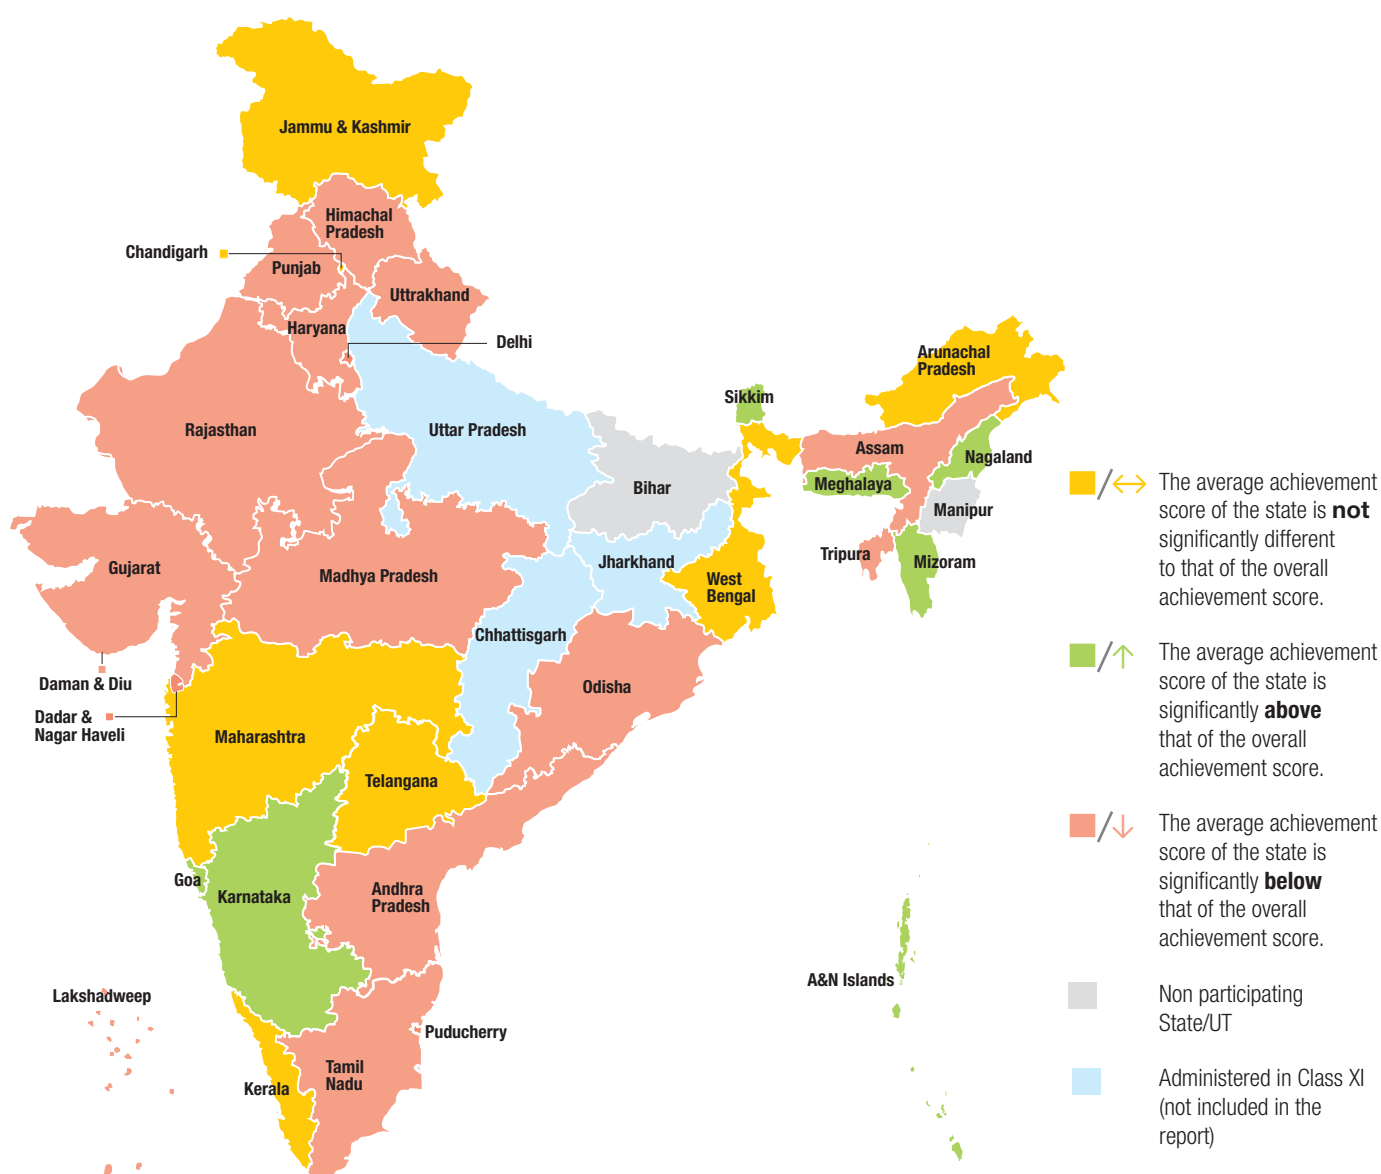 Jammu & Kashmir
Himachal
Pradesh
Chandigarh
Punjab
Uttrakhand
Haryana
Delhi
Arunachal
Pradesh
Sikkim
Rajasthan
Uttar Pradesh
Assam
Nagaland
Meghalaya
Bihar
Manipur
Tripura
Mizoram
Gujarat
Madhya Pradesh
Jharkhand
West
Bengal
Chhattisgarh
Daman & Diu
Odisha
Dadar &
Nagar Haveli
Maharashtra
Telangana
Goa
Karnataka
Andhra
Pradesh
A&N Islands
Lakshadweep
Puducherry
Tamil
Nadu
Kerala
/↔ The average achievement
score of the state is not
significantly different
to that of the overall
achievement score.
/↑ The average achievement
score of the state is
significantly above
that of the overall
achievement score.
/↓ The average achievement
score of the state is
significantly below
that of the overall
achievement score.
Non participating
State/UT
Administered in Class XI
(not included in the
report)